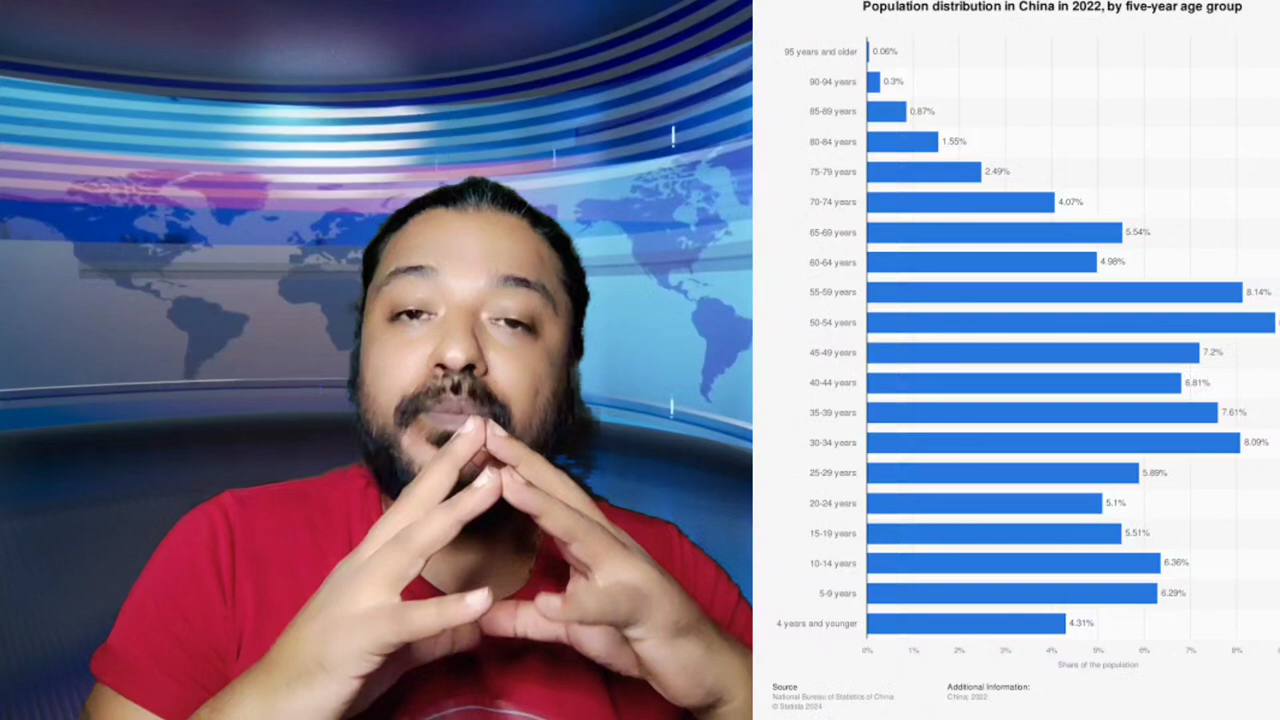 Population distribution in China in 2022, by five-year age group
95 years and older 0.06%
90-94 years 0.3%
85-89 years 0.87%
80-84 years 1.55%
75-79 years 2.49%
70-74 years 4.07%
65-69 years 5.54%
60-64 years 4.98%
55-59 years 8.14%
50-54 years
45-49 years 7.2%
40-44 years 6.81%
35-39 years 7.61%
30-34 years 8.09%
25-29 years 5.89%
20-24 years 5.1%
15-19 years 5.51%
10-14 years 6.36%
5-9 years 6.29%
4 years and younger 4.31%
0% 1% 2% 3% 4% 5% 6% 7% 8%
Share of the population
Source Additional Information:
National Bureau of Statistics of China China; 2022
© Statista 2024